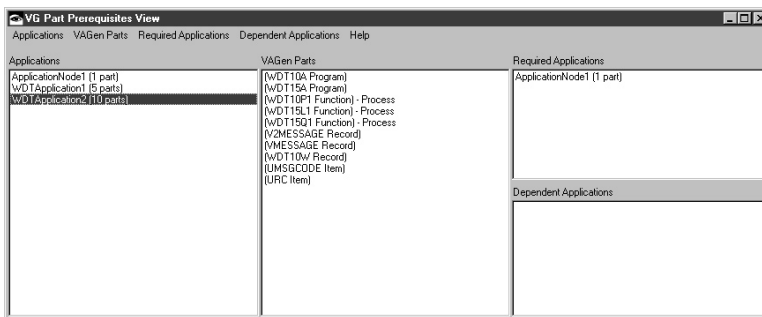 VG Part Prerequisites View
Applications VAGen Parts Required Applications Dependent Applications Help
Applications
ApplicationNode1 (1 part)
WDTApplication1 (5 parts)
WDTApplication2 (10 parts)
VAGen Parts
(WDT10A Program)
(WDT15A Program)
(WDT10P1 Function) - Process
(WDT15L1 Function) - Process
(WDT15Q1 Function) - Process
(V2MESSAGE Record)
(VMESSAGE Record)
(WDT10W Record)
(UMSGCODE Item)
(URC Item)
Required Applications
ApplicationNode1 (1 part)
Dependent Applications